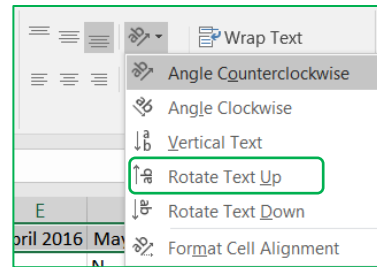 Wrap Text
Angle Counterclockwise
Angle Clockwise
Vertical Text
Rotate Text Up
E
Rotate Text Down
pril 2016 May
Format Cell Alignment